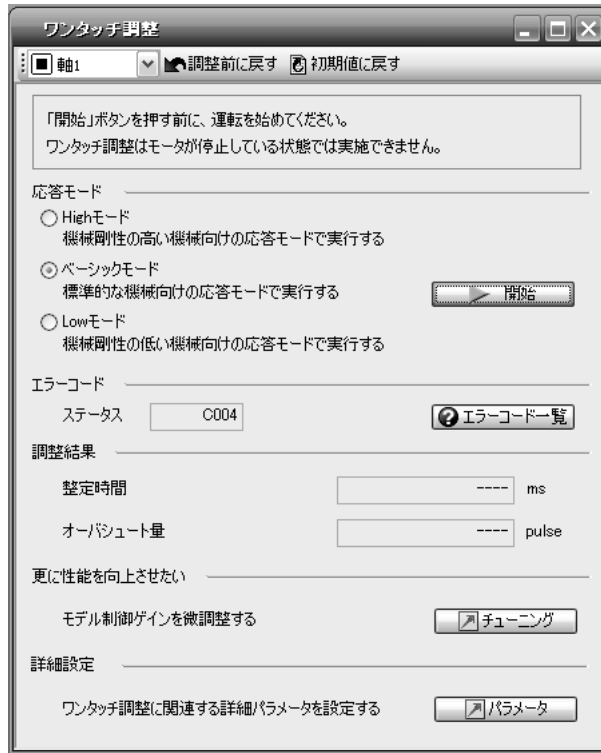 ワンタッチ調整
軸1 調整前に戻す 初期値に戻す
「開始」ボタンを押す前に、運転を始めてください。
ワンタッチ調整はモータが停止している状態では実施できません。
応答モード
Highモード
機械剛性の高い機械向けの応答モードで実行する
ベーシックモード
標準的な機械向けの応答モードで実行する
開始
Lowモード
機械剛性の低い機械向けの応答モードで実行する
エラーコード
ステータス C004 エラーコード一覧
調整結果
整定時間 ---- ms
オーバシュート量 ---- pulse
更に性能を向上させたい
モデル制御ゲインを微調整する チューニング
詳細設定
ワンタッチ調整に関連する詳細パラメータを設定する パラメータ